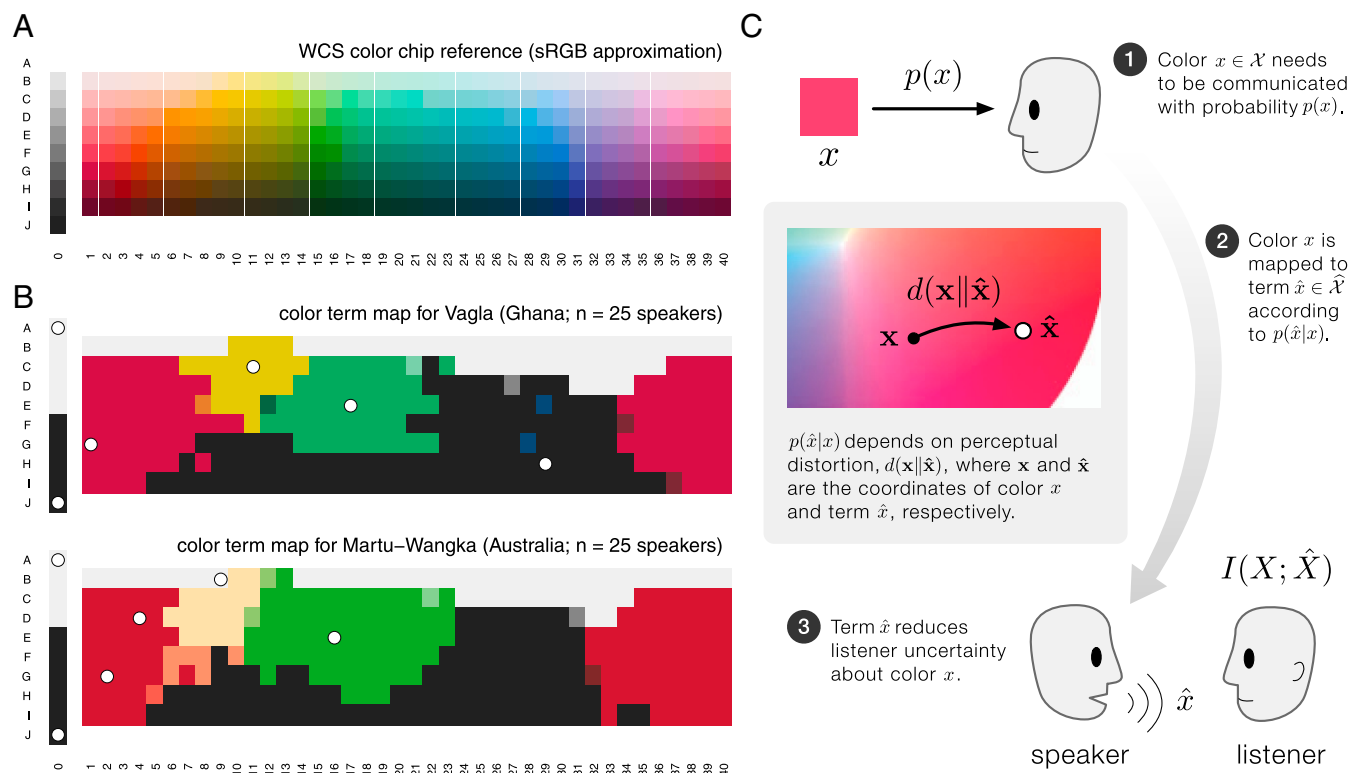 A
WCS color chip reference (sRGB approximation)
A
B
C
D
E
F
G
H
I
J
0 1 2 3 4 5 6 7 8 9 10 11 12 13 14 15 16 17 18 19 20 21 22 23 24 25 26 27 28 29 30 31 32 33 34 35 36 37 38 39 40
B
color term map for Vagla (Ghana; n = 25 speakers)
A
B
C
D
E
F
G
H
I
J
color term map for Martu−Wangka (Australia; n = 25 speakers)
A
B
C
D
E
F
G
H
I
J
0 1 2 3 4 5 6 7 8 9 10 11 12 13 14 15 16 17 18 19 20 21 22 23 24 25 26 27 28 29 30 31 32 33 34 35 36 37 38 39 40
C
p(x)
x
1 Color x ∈ 𝒳 needs
to be communicated
with probability p(x).
2 Color x is
mapped to
term x̂ ∈ 𝒳̂
according
to p(x̂|x).
d(𝐱‖𝐱̂)
𝐱
𝐱̂
p(x̂|x) depends on perceptual
distortion, d(𝐱‖𝐱̂), where 𝐱 and 𝐱̂
are the coordinates of color x
and term x̂, respectively.
I(X; X̂)
3 Term x̂ reduces
listener uncertainty
about color x.
x̂
speaker
listener